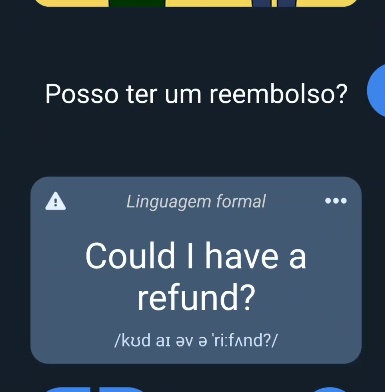 Posso ter um reembolso?
Linguagem formal
Could I have a
refund?
/kʊd aɪ əv ə ˈriːfʌnd?/